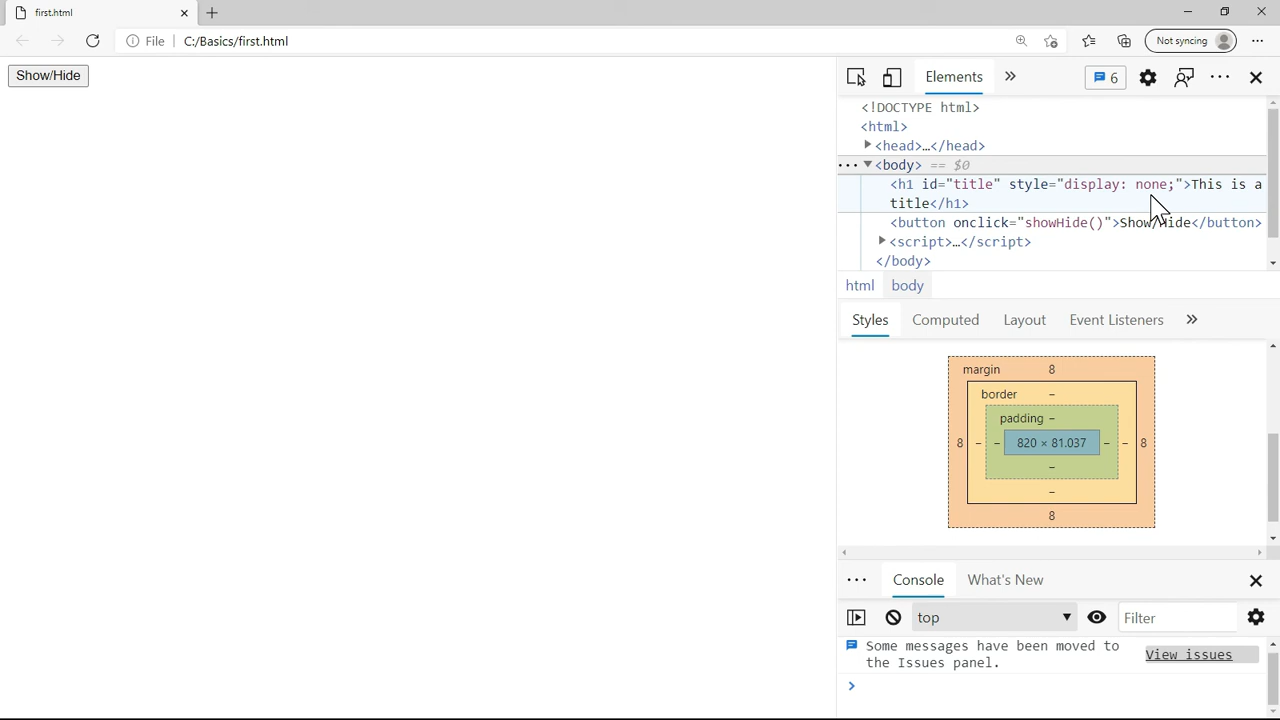 first.html
File
C:/Basics/first.html
Not syncing
Show/Hide
Elements
6
<!DOCTYPE html>
<html>
<head>…</head>
<body> == $0
<h1 id="title" style="display: none;">This is a
title</h1>
<button onclick="showHide()">Show/Hide</button>
<script>…</script>
</body>
html body
Styles Computed Layout Event Listeners
margin 8
border –
padding –
8 – – 820 × 81.037 – – 8
–
–
8
Console What's New
top Filter
Some messages have been moved to
the Issues panel.
View issues